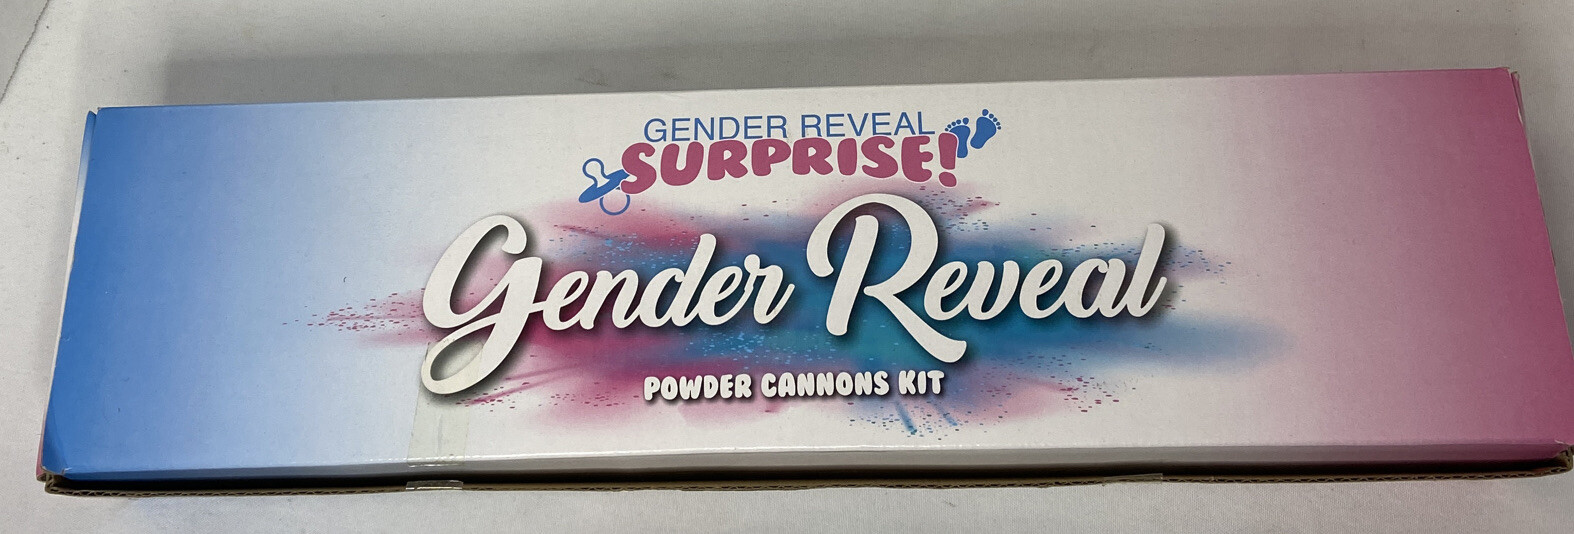 GENDER REVEAL
SURPRISE!
Gender Reveal
POWDER CANNONS KIT